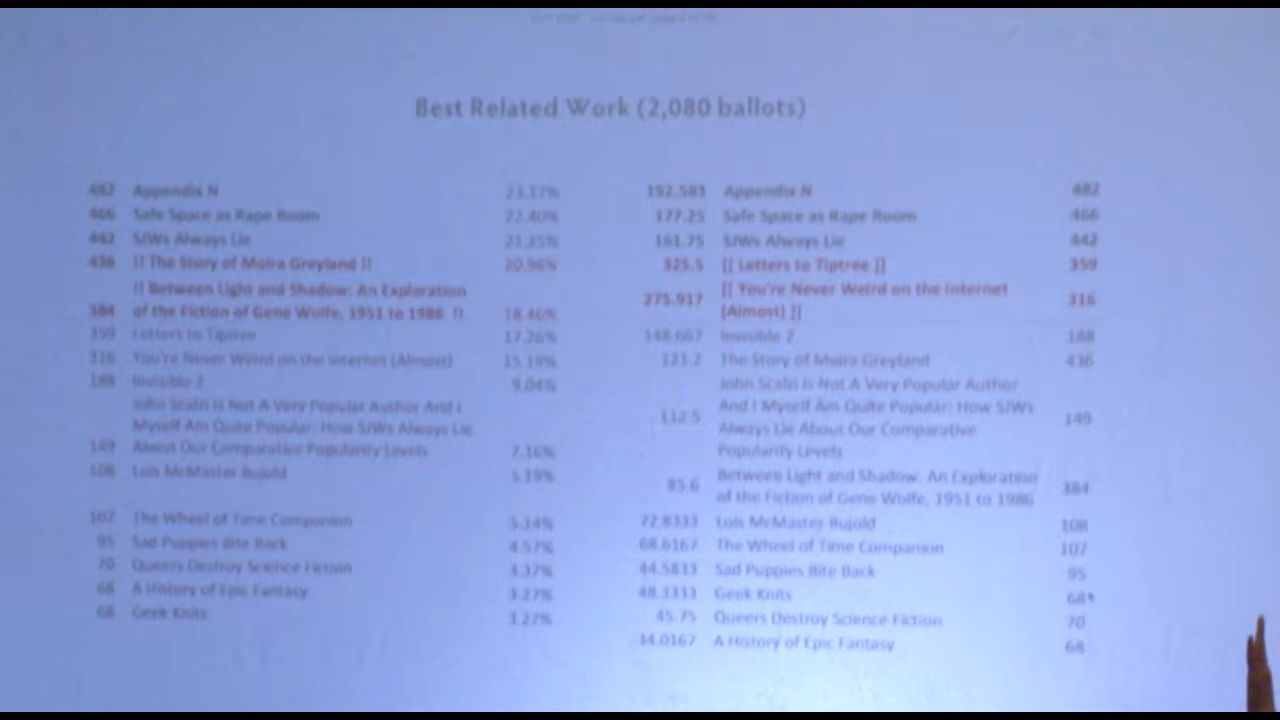 Best Related Work (2,080 ballots)
482 Appendix N 23.17% 192.583 Appendix N 482
466 Safe Space as Rape Room 22.40% 177.25 Safe Space as Rape Room 466
442 SJWs Always Lie 21.25% 161.75 SJWs Always Lie 442
436 !! The Story of Moira Greyland !! 20.96% 325.5 [[ Letters to Tiptree ]] 359
!! Between Light and Shadow: An Exploration
384 of the Fiction of Gene Wolfe, 1951 to 1986 !! 18.46%
275.917 [[ You're Never Weird on the Internet
(Almost) ]] 316
359 Letters to Tiptree 17.26% 148.667 Invisible 2 188
316 You're Never Weird on the Internet (Almost) 15.19% 121.2 The Story of Moira Greyland 436
188 Invisible 2 9.04%
John Scalzi is Not A Very Popular Author And I
Myself Am Quite Popular: How SJWs Always Lie
149 About Our Comparative Popularity Levels 7.16%
John Scalzi is Not A Very Popular Author
112.5 And I Myself Am Quite Popular: How SJWs
Always Lie About Our Comparative 149
Popularity Levels
108 Lois McMaster Bujold 5.19%
85.6 Between Light and Shadow: An Exploration
of the Fiction of Gene Wolfe, 1951 to 1986 384
107 The Wheel of Time Companion 5.14% 72.8333 Lois McMaster Bujold 108
95 Sad Puppies Bite Back 4.57% 68.6167 The Wheel of Time Companion 107
70 Queers Destroy Science Fiction 3.37% 44.5833 Sad Puppies Bite Back 95
68 A History of Epic Fantasy 3.27% 48.3333 Geek Knits 68*
68 Geek Knits 3.27% 45.75 Queers Destroy Science Fiction 70
34.0167 A History of Epic Fantasy 68